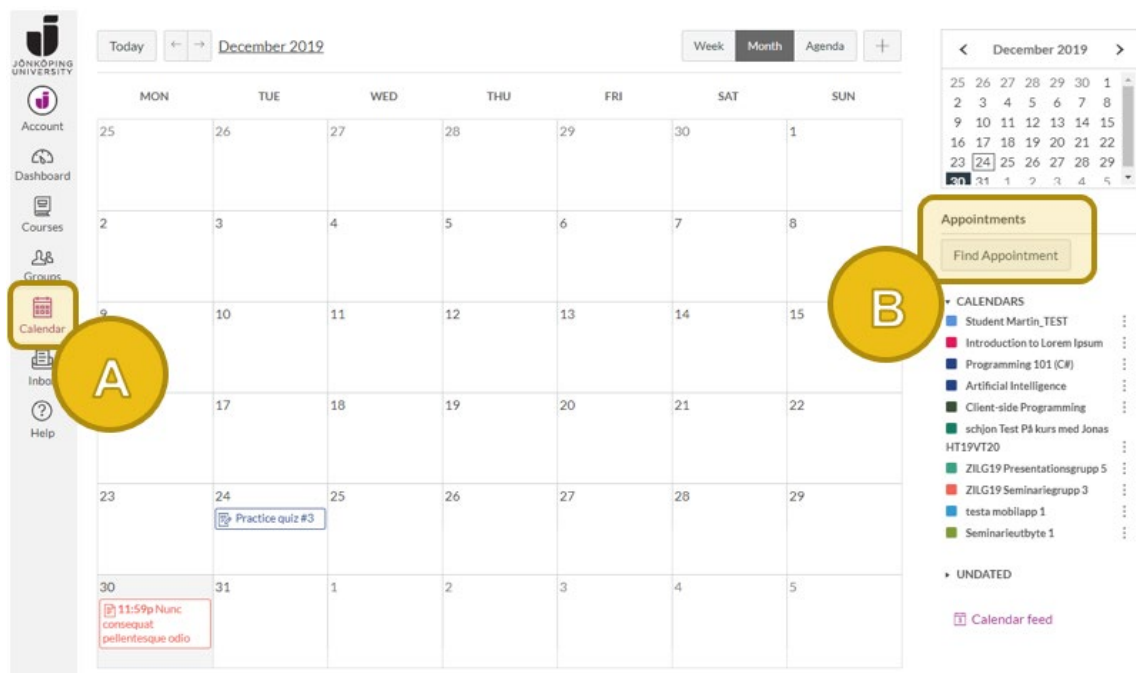 JÖNKÖPING
UNIVERSITY
Account
Dashboard
Courses
Groups
Calendar
Inbo
Help
A
Today ← → December 2019
Week Month Agenda +
MON TUE WED THU FRI SAT SUN
25 26 27 28 29 30 1
2 3 4 5 6 7 8
9 10 11 12 13 14 15
17 18 19 20 21 22
23 24 25 26 27 28 29
Practice quiz #3
30 31 1 2 3 4 5
11:59p Nunc
consequat
pellentesque odio
< December 2019 >
25 26 27 28 29 30 1
2 3 4 5 6 7 8
9 10 11 12 13 14 15
16 17 18 19 20 21 22
23 24 25 26 27 28 29
30 31 1 2 3 4 5
Appointments
Find Appointment
B
CALENDARS
Student Martin_TEST
Introduction to Lorem Ipsum
Programming 101 (C#)
Artificial Intelligence
Client-side Programming
schjon Test På kurs med Jonas
HT19VT20
ZILG19 Presentationsgrupp 5
ZILG19 Seminariegrupp 3
testa mobilapp 1
Seminarieutbyte 1
UNDATED
Calendar feed